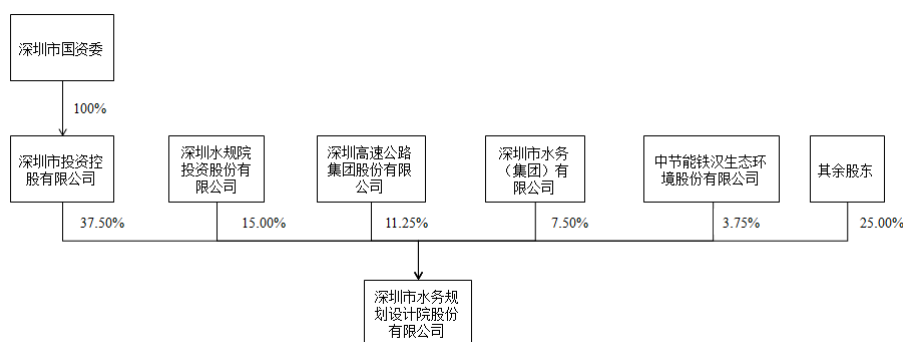 深圳市国资委
100%
深圳市投资控
股有限公司
深圳水规院
投资股份有
限公司
深圳高速公路
集团股份有限
公司
深圳市水务
（集团）有
限公司
中节能铁汉生态环
境股份有限公司
其余股东
37.50%
15.00%
11.25%
7.50%
3.75%
25.00%
深圳市水务规
划设计院股份
有限公司